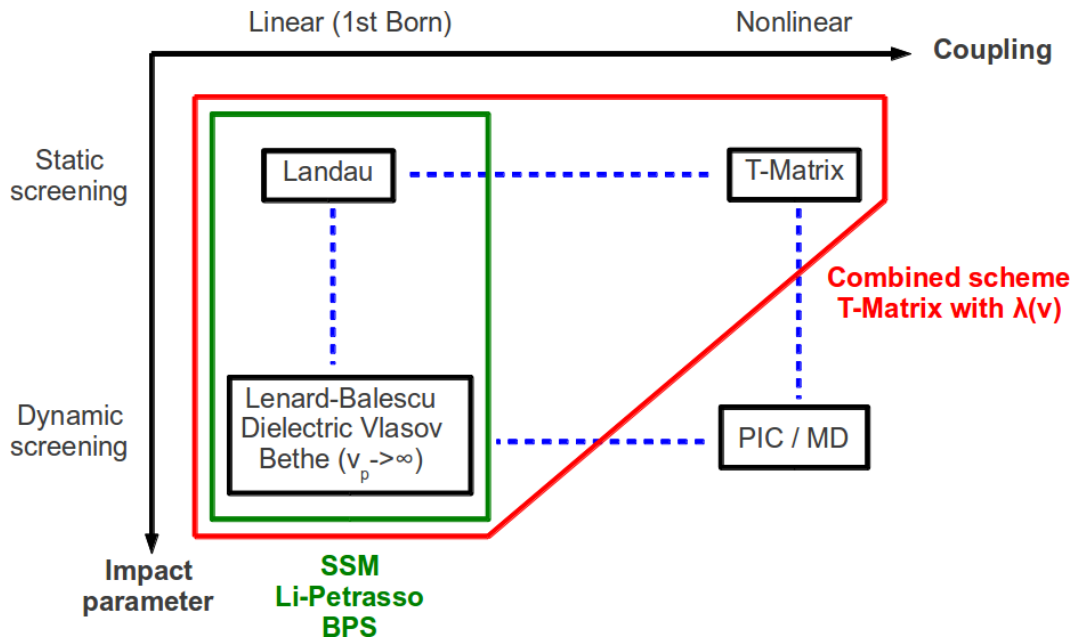 Linear (1st Born)
Nonlinear
Coupling
Static
screening
Landau
T-Matrix
Combined scheme
T-Matrix with λ(v)
Dynamic
screening
Lenard-Balescu
Dielectric Vlasov
Bethe (vp->∞)
PIC / MD
Impact
parameter
SSM
Li-Petrasso
BPS